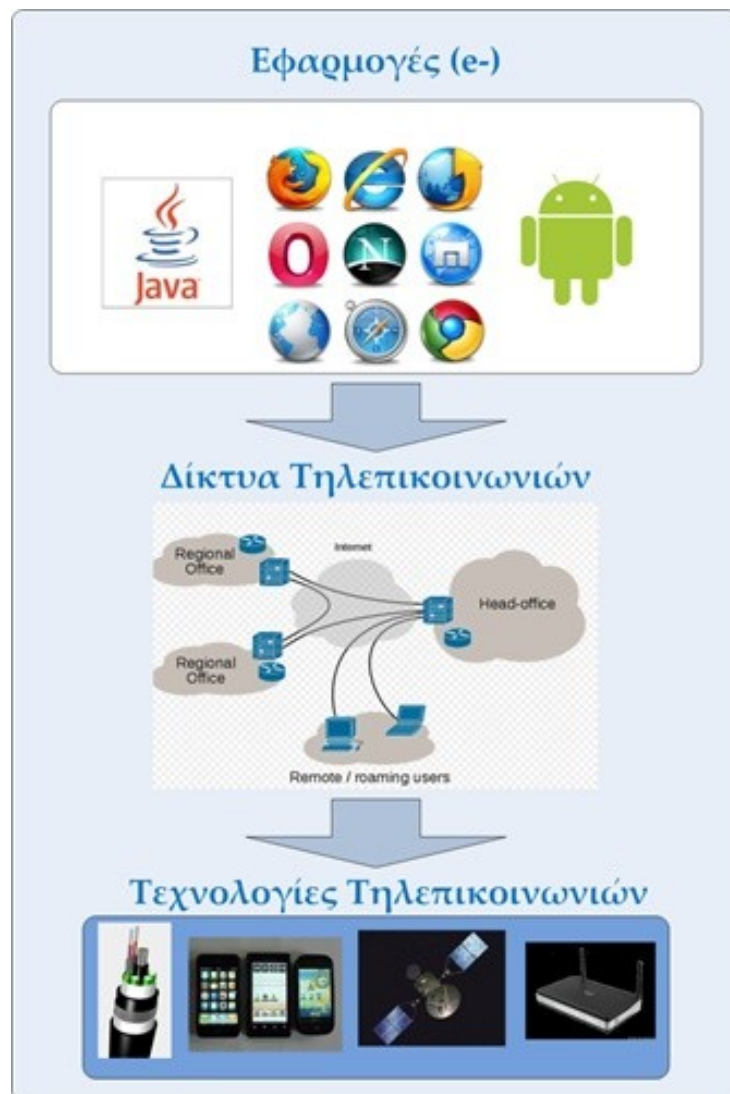 Εφαρμογές (e-)
Java
N
Δίκτυα Τηλεπικοινωνιών
Internet
Regional
Office
Head-office
Regional
Office
Remote / roaming users
Τεχνολογίες Τηλεπικοινωνιών